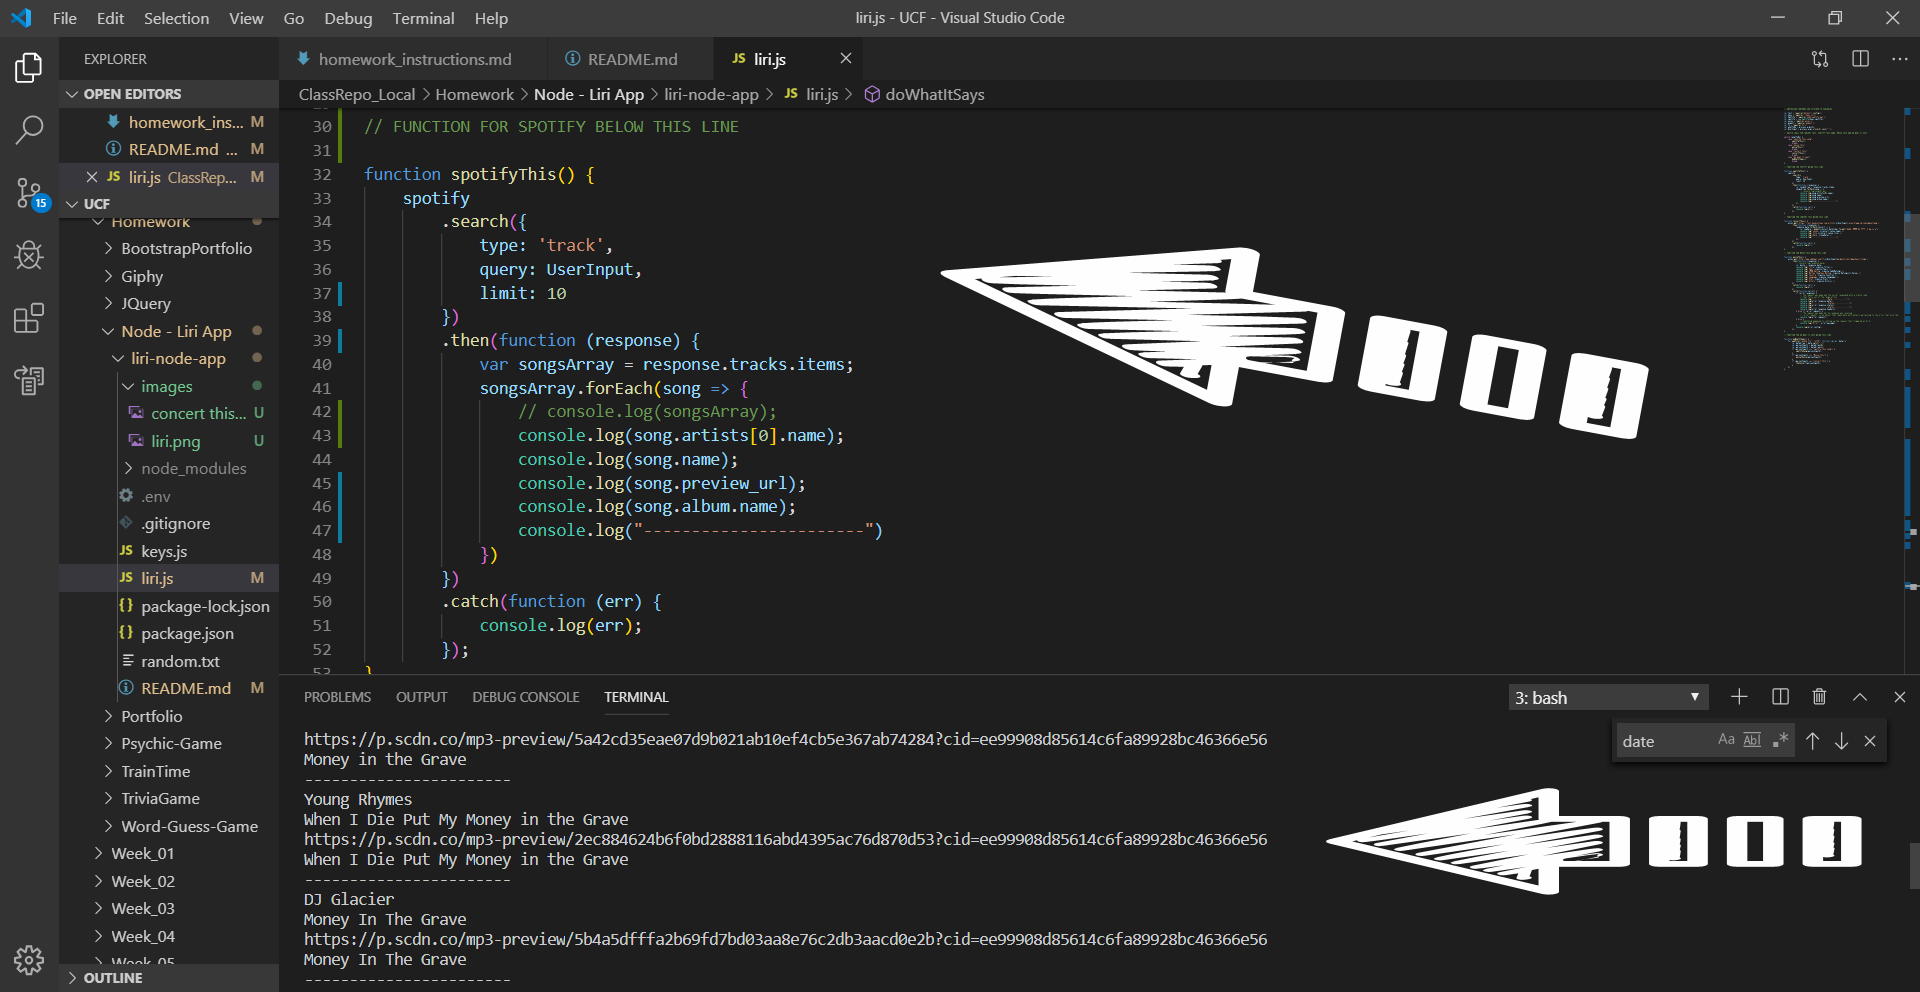 File Edit Selection View Go Debug Terminal Help
liri.js - UCF - Visual Studio Code
EXPLORER
OPEN EDITORS
homework_ins... M
README.md ... M
JS liri.js ClassRep... M
15
UCF
Homework
BootstrapPortfolio
Giphy
JQuery
Node - Liri App
liri-node-app
images
concert this... U
liri.png U
node_modules
.env
.gitignore
JS keys.js
JS liri.js M
{} package-lock.json
{} package.json
random.txt
README.md M
Portfolio
Psychic-Game
TrainTime
TriviaGame
Word-Guess-Game
Week_01
Week_02
Week_03
Week_04
Week_05
OUTLINE
homework_instructions.md
README.md
JS liri.js
ClassRepo_Local > Homework > Node - Liri App > liri-node-app > JS liri.js > doWhatItSays
30 // FUNCTION FOR SPOTIFY BELOW THIS LINE
31
32 function spotifyThis() {
33 spotify
34 .search({
35 type: 'track',
36 query: UserInput,
37 limit: 10
38 })
39 .then(function (response) {
40 var songsArray = response.tracks.items;
41 songsArray.forEach(song => {
42 // console.log(songsArray);
43 console.log(song.artists[0].name);
44 console.log(song.name);
45 console.log(song.preview_url);
46 console.log(song.album.name);
47 console.log("-----------------------")
48 })
49 })
50 .catch(function (err) {
51 console.log(err);
52 });
53 }
PROBLEMS OUTPUT DEBUG CONSOLE TERMINAL
3: bash
date
Aa Abl .*
https://p.scdn.co/mp3-preview/5a42cd35eae07d9b021ab10ef4cb5e367ab74284?cid=ee99908d85614c6fa89928bc46366e56
Money in the Grave
-----------------------
Young Rhymes
When I Die Put My Money in the Grave
https://p.scdn.co/mp3-preview/2ec884624b6f0bd2888116abd4395ac76d870d53?cid=ee99908d85614c6fa89928bc46366e56
When I Die Put My Money in the Grave
-----------------------
DJ Glacier
Money In The Grave
https://p.scdn.co/mp3-preview/5b4a5dfffa2b69fd7bd03aa8e76c2db3aacd0e2b?cid=ee99908d85614c6fa89928bc46366e56
Money In The Grave
-----------------------